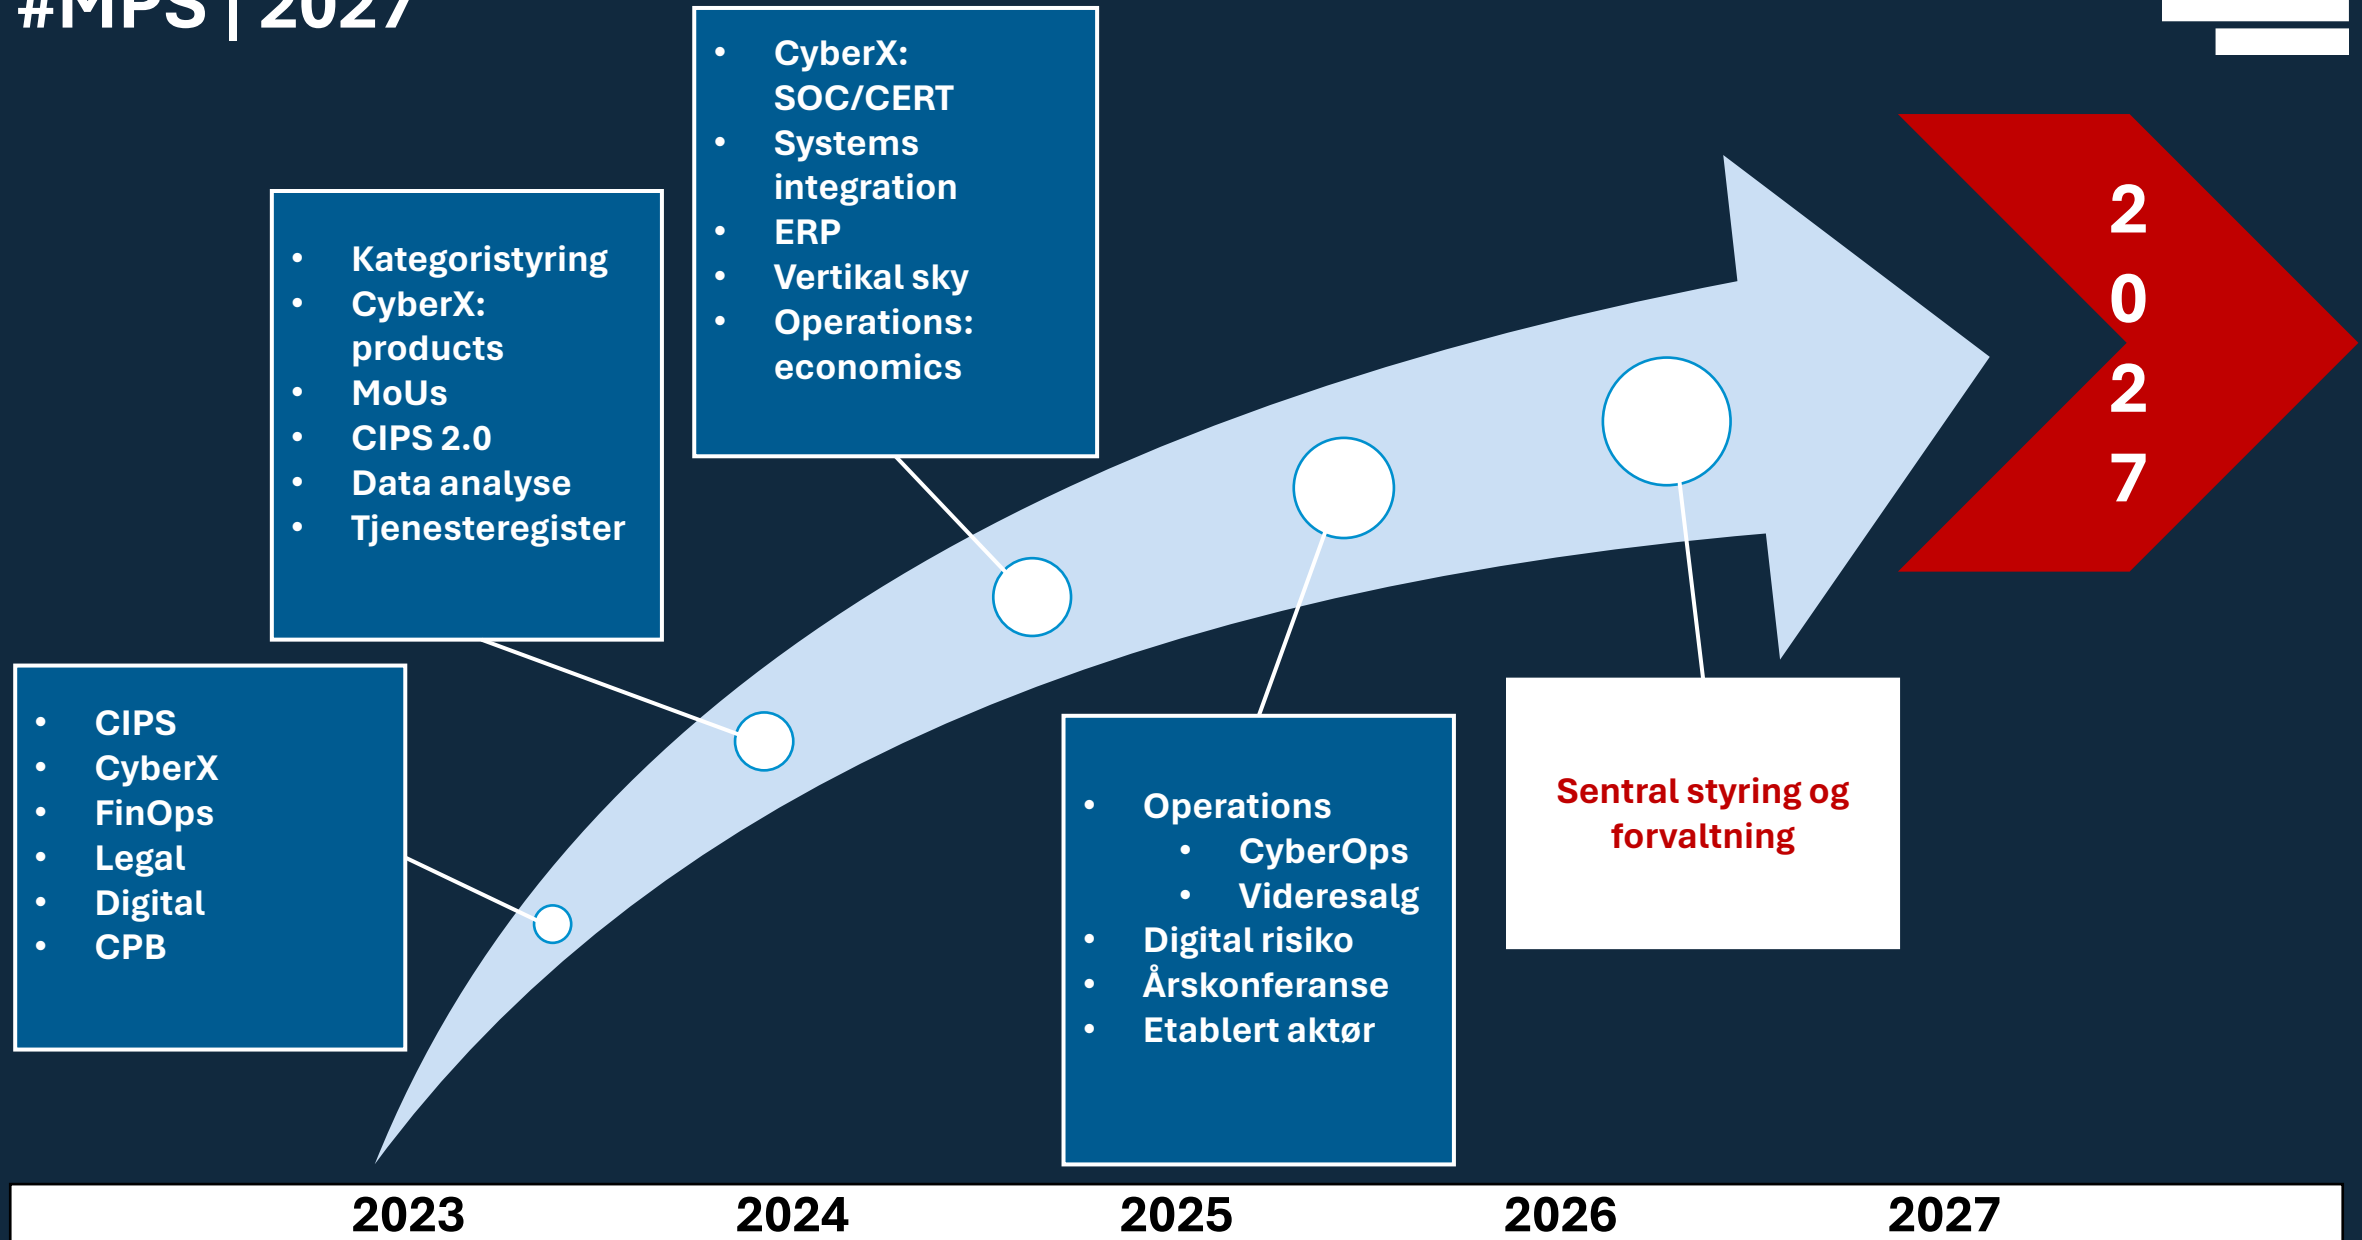 #MPS | 2027
• CyberX:
SOC/CERT
• Systems
integration
• ERP
• Vertikal sky
• Operations:
economics
• Kategoristyring
• CyberX:
products
• MoUs
• CIPS 2.0
• Data analyse
• Tjenesteregister
• CIPS
• CyberX
• FinOps
• Legal
• Digital
• CPB
• Operations
• CyberOps
• Videresalg
• Digital risiko
• Årskonferanse
• Etablert aktør
Sentral styring og
forvaltning
2
0
2
7
2023 2024 2025 2026 2027